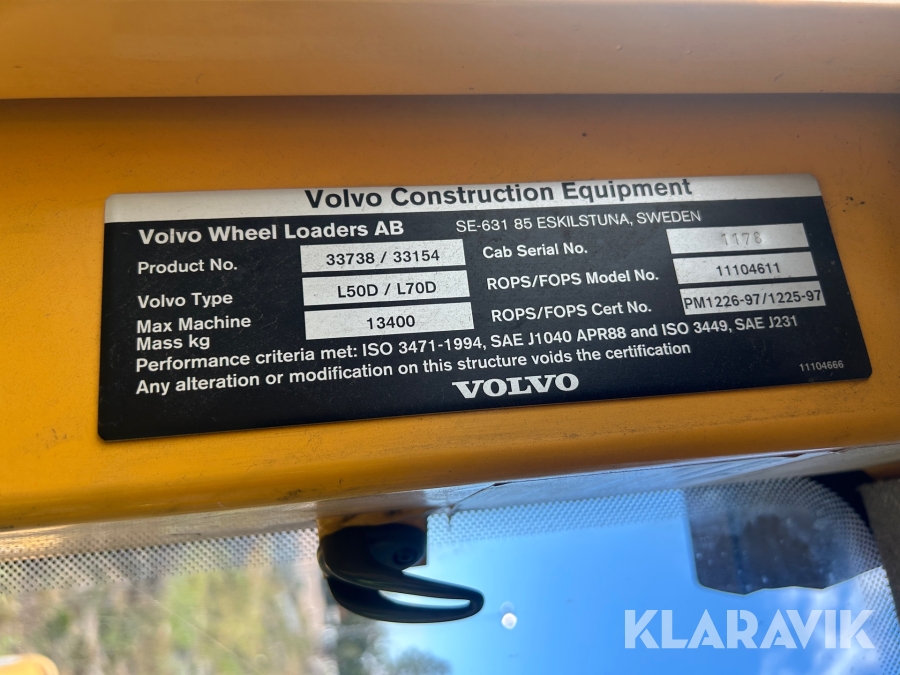 Volvo Construction Equipment
Volvo Wheel Loaders AB SE-631 85 ESKILSTUNA, SWEDEN
Product No. 33738 / 33154 Cab Serial No. 1178
Volvo Type L50D / L70D ROPS/FOPS Model No. 11104611
Max Machine Mass kg 13400 ROPS/FOPS Cert No. PM1226-97/1225-97
Performance criteria met: ISO 3471-1994, SAE J1040 APR88 and ISO 3449, SAE J231
Any alteration or modification on this structure voids the certification
VOLVO 11104666
KLARAVIK